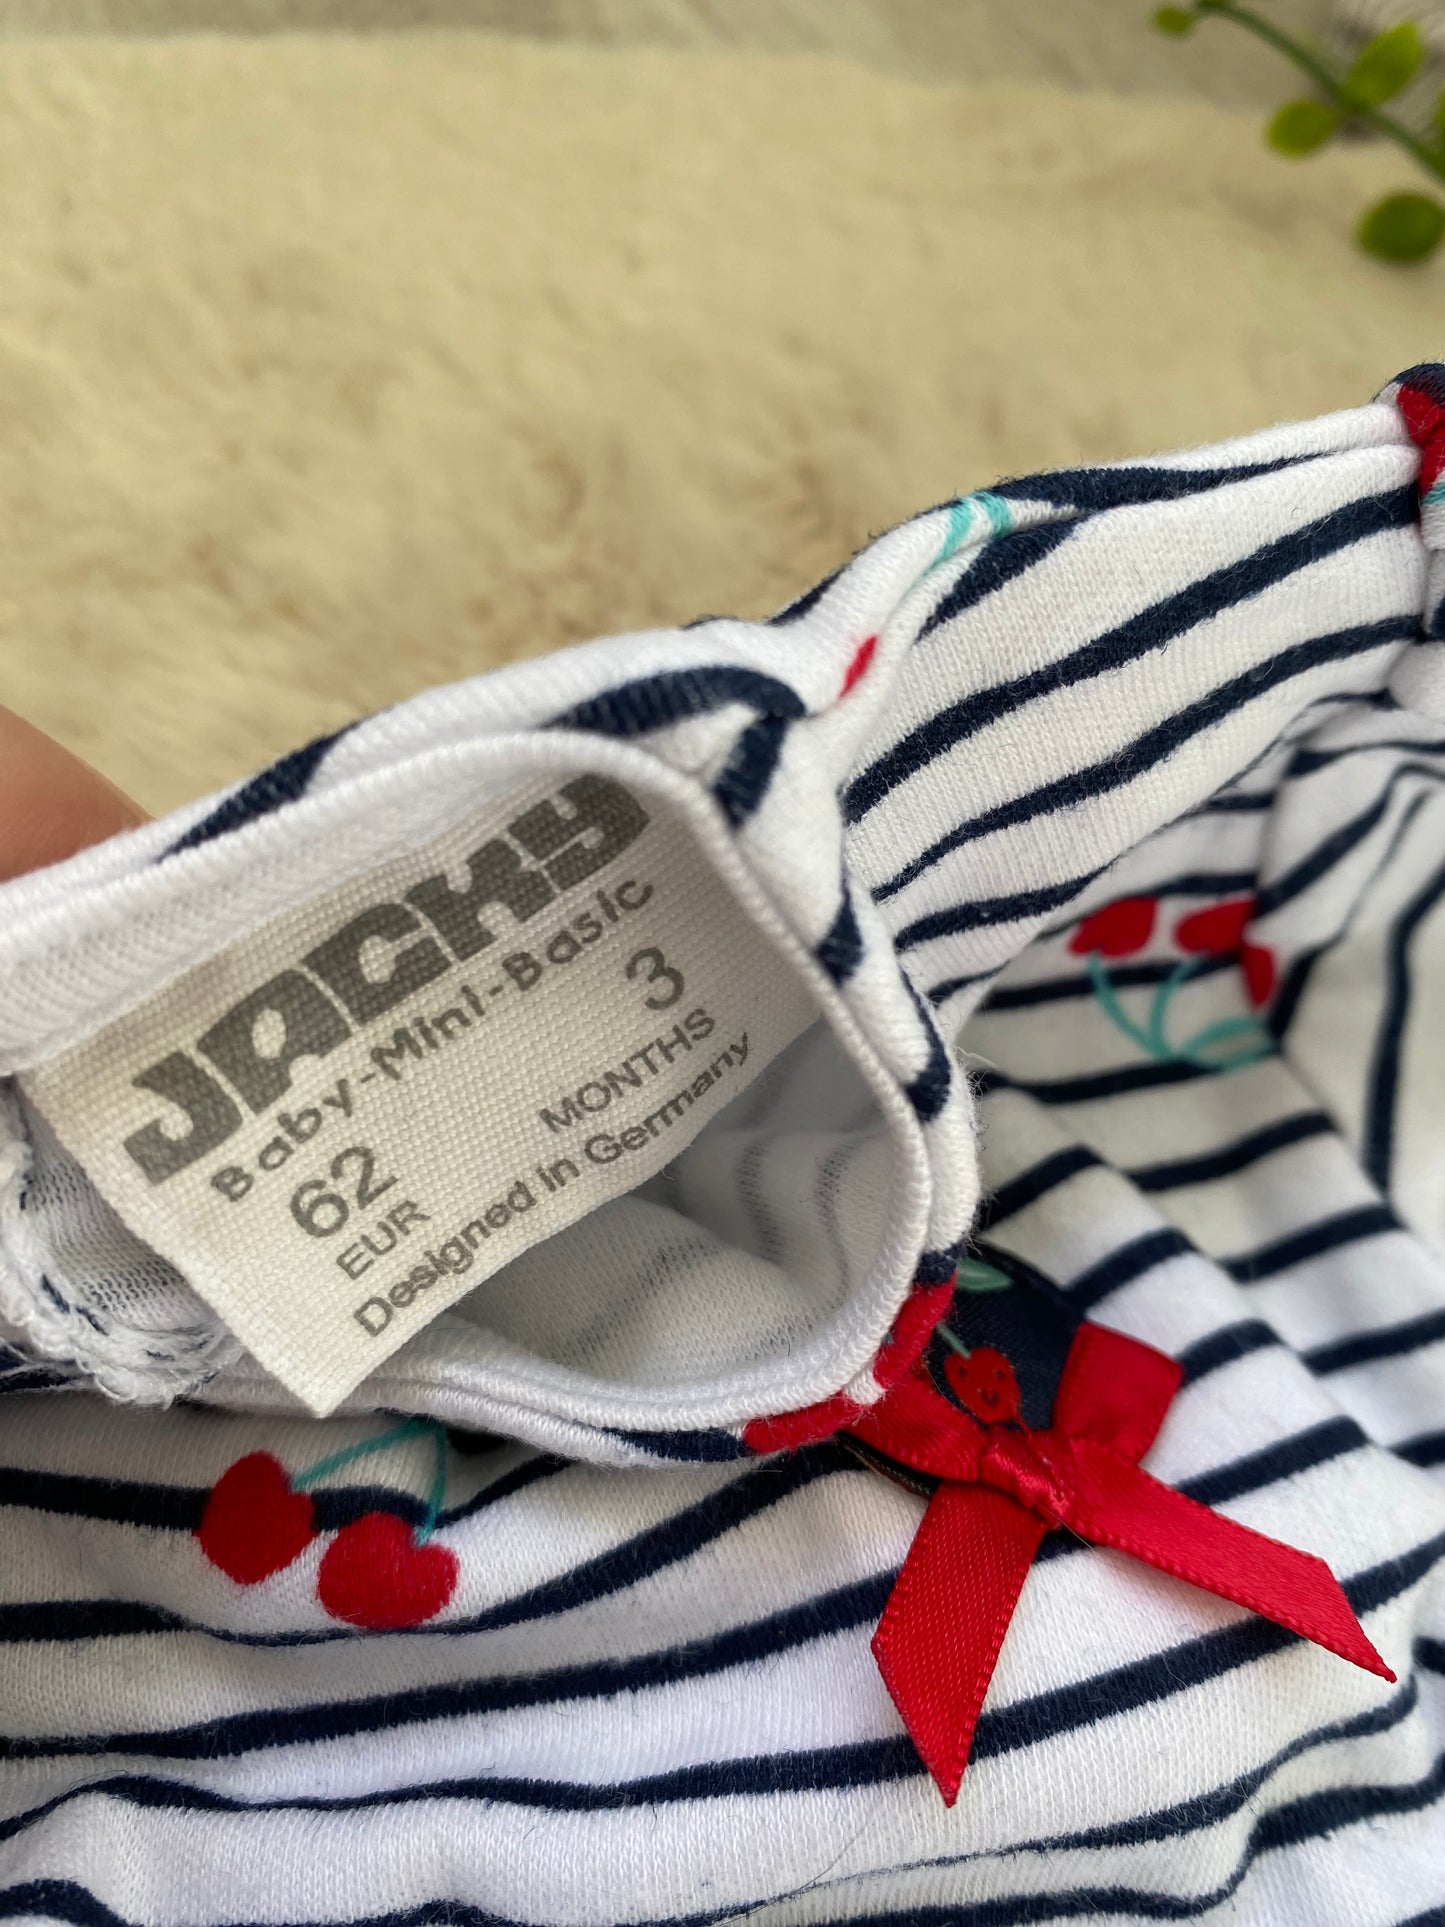 JACKY
Baby-Mini-Basic
62 3
EUR MONTHS
Designed in Germany